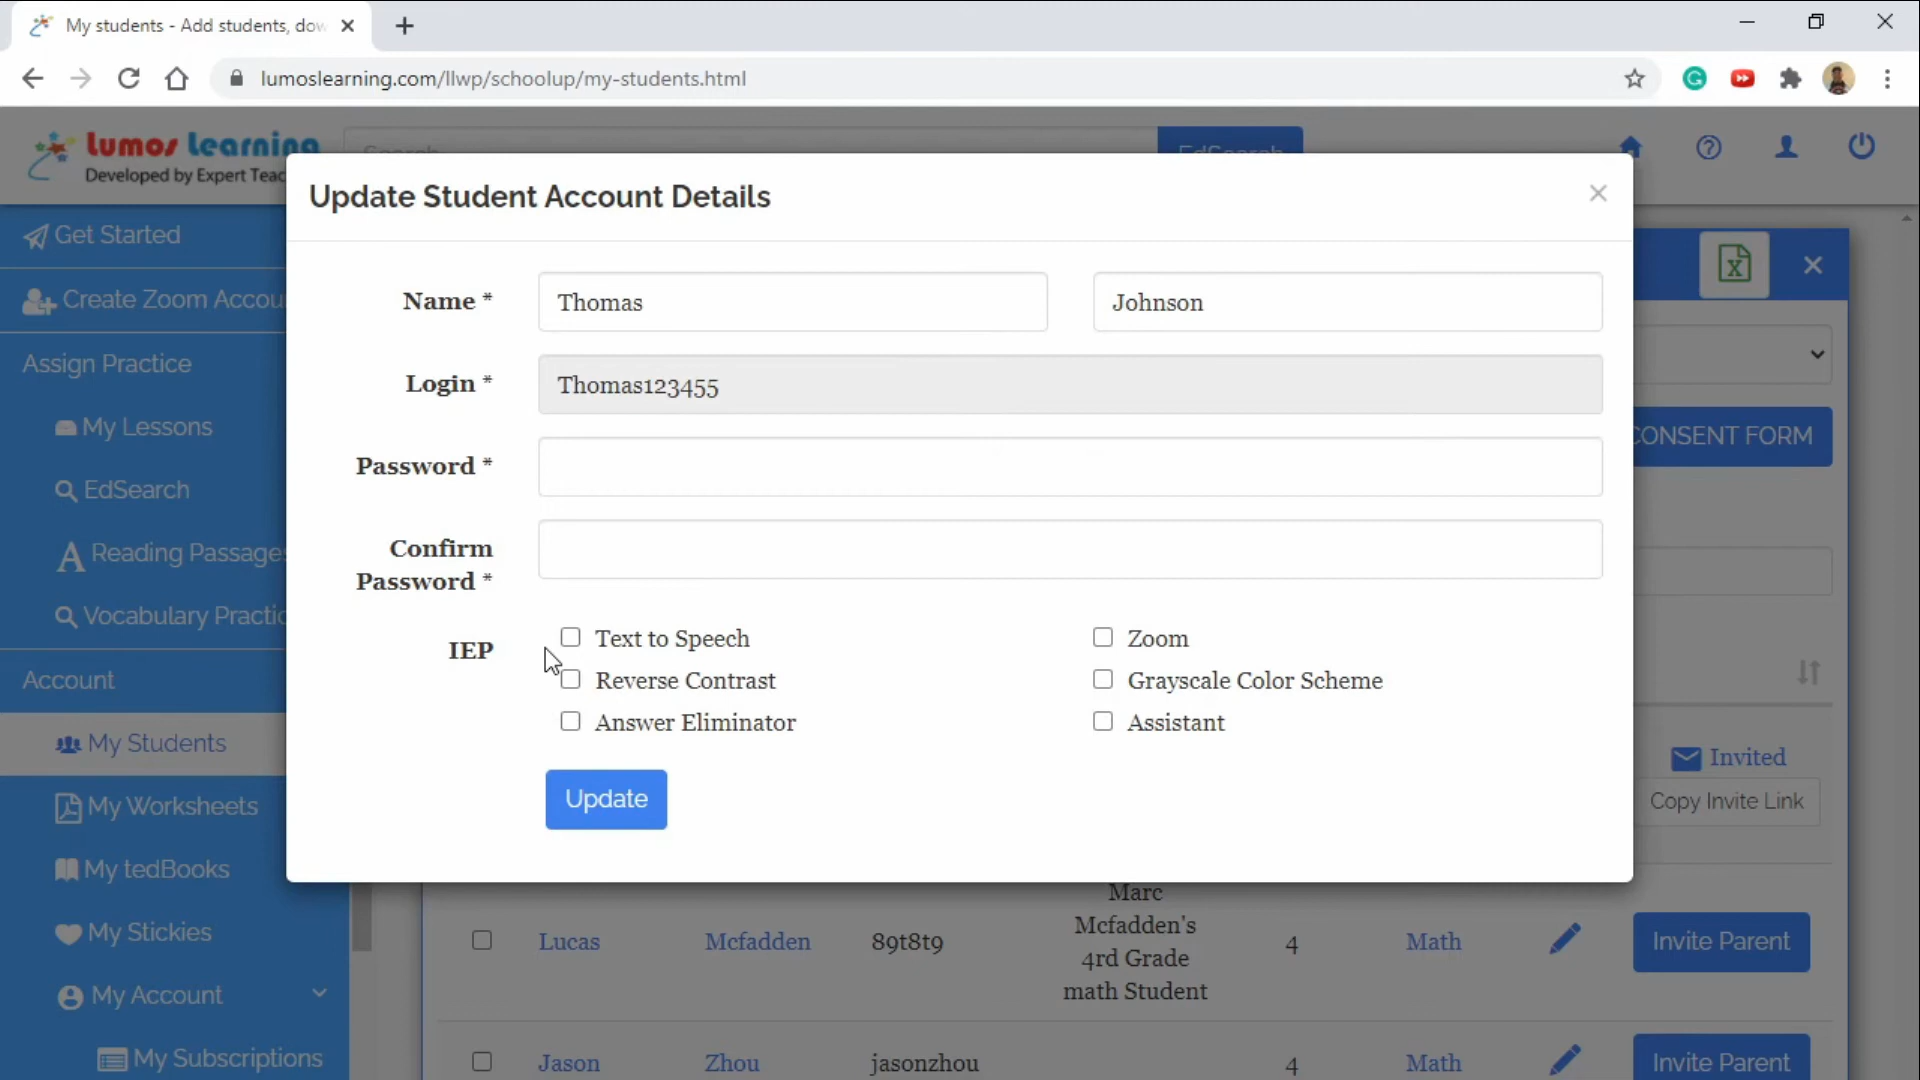 My students - Add students, dow
lumoslearning.com/llwp/schoolup/my-students.html
Lumos Learning
Developed by Expert Teac
Search
EdSearch
Update Student Account Details
Get Started
Create Zoom Accou
Assign Practice
My Lessons
EdSearch
Reading Passages
Vocabulary Practic
Account
My Students
My Worksheets
My tedBooks
My Stickies
My Account
My Subscriptions
Name *
Thomas
Johnson
Login *
Thomas123455
Password *
Confirm
Password *
IEP
Text to Speech
Zoom
Reverse Contrast
Grayscale Color Scheme
Answer Eliminator
Assistant
Update
CONSENT FORM
Invited
Copy Invite Link
Lucas Mcfadden 89t8t9
Marc
Mcfadden's
4rd Grade
math Student
4 Math Invite Parent
Jason Zhou jasonzhou 4 Math Invite Parent